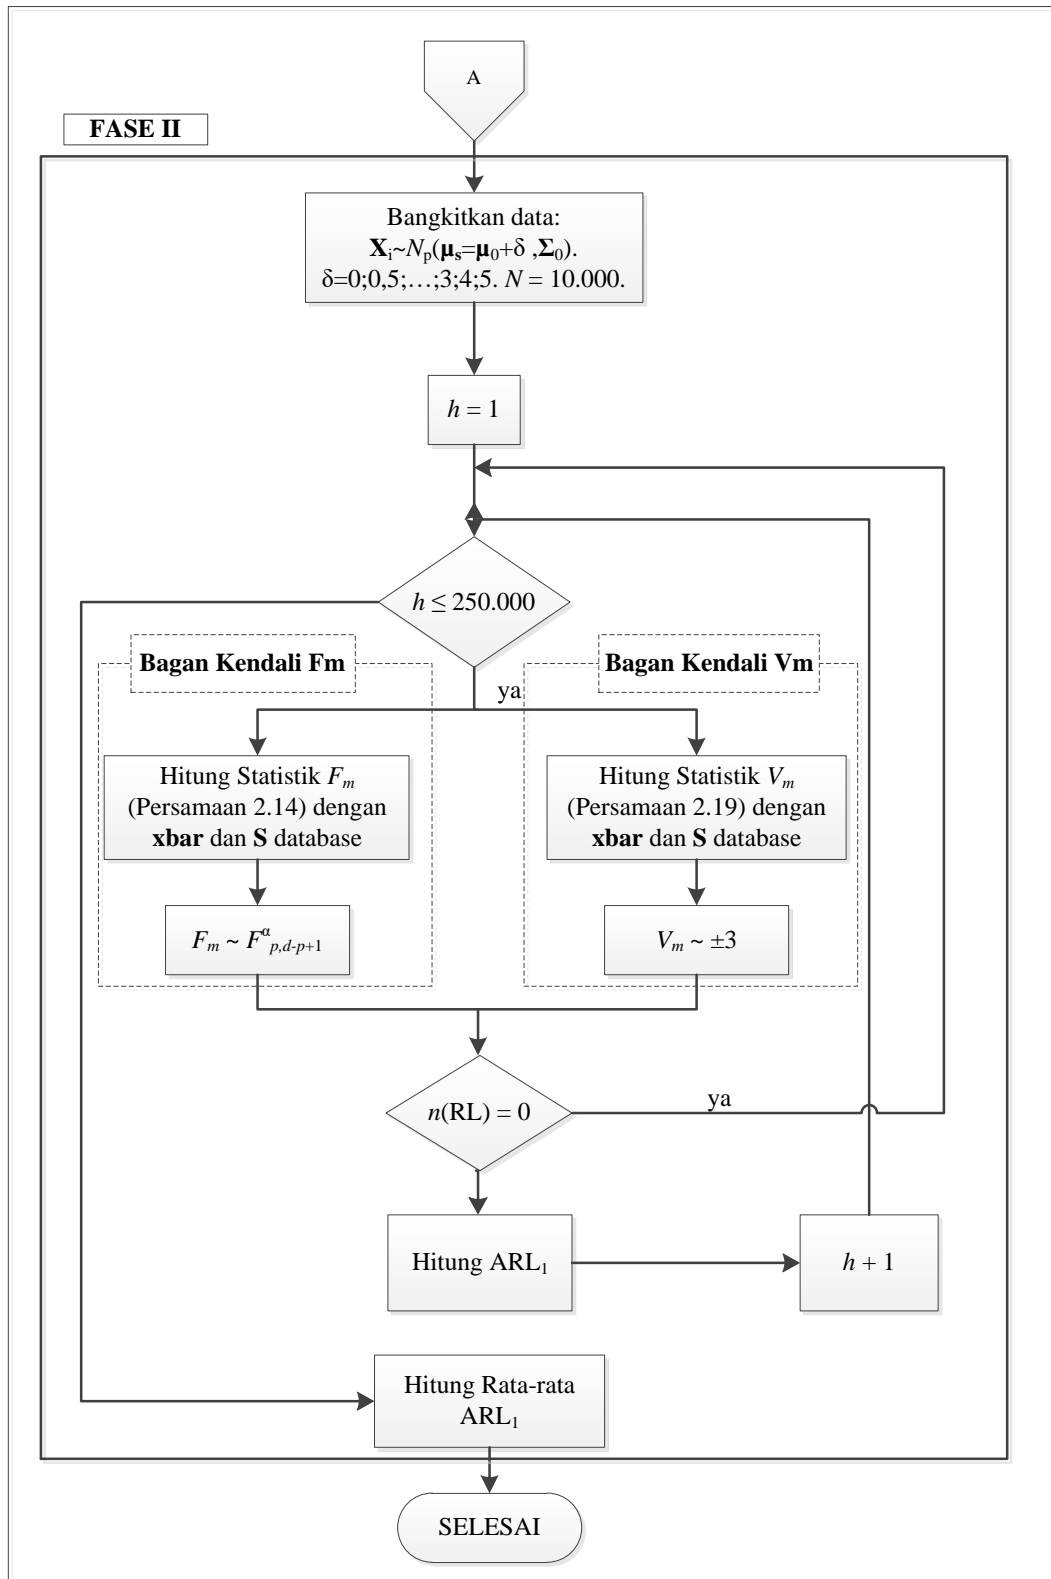 A
FASE II
Bangkitkan data:
Xi~Np(μs=μ0+δ ,Σ0).
δ=0;0,5;…;3;4;5. N = 10.000.
h = 1
h ≤ 250.000
Bagan Kendali Fm
Bagan Kendali Vm
ya
Hitung Statistik Fm
(Persamaan 2.14) dengan
xbar dan S database
Hitung Statistik Vm
(Persamaan 2.19) dengan
xbar dan S database
Fm ~ Fαp,d-p+1
Vm ~ ±3
n(RL) = 0
ya
Hitung ARL1
h + 1
Hitung Rata-rata
ARL1
SELESAI